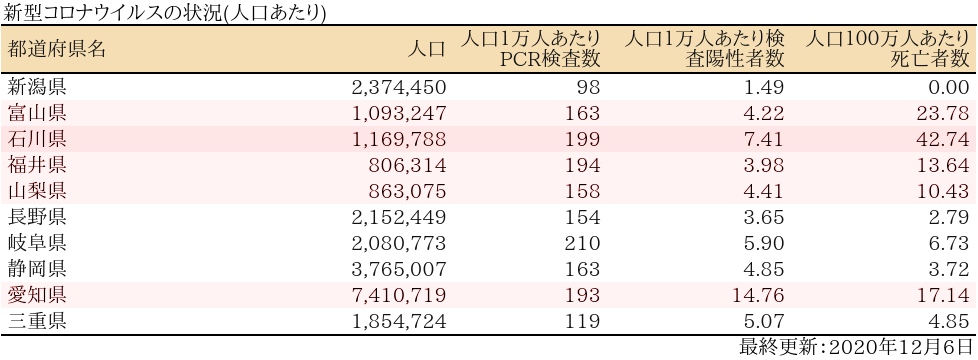 新型コロナウイルスの状況(人口あたり)
都道府県名 人口 人口1万人あたりPCR検査数 人口1万人あたり検査陽性者数 人口100万人あたり死亡者数
新潟県 2,374,450 98 1.49 0.00
富山県 1,093,247 163 4.22 23.78
石川県 1,169,788 199 7.41 42.74
福井県 806,314 194 3.98 13.64
山梨県 863,075 158 4.41 10.43
長野県 2,152,449 154 3.65 2.79
岐阜県 2,080,773 210 5.90 6.73
静岡県 3,765,007 163 4.85 3.72
愛知県 7,410,719 193 14.76 17.14
三重県 1,854,724 119 5.07 4.85
最終更新:2020年12月6日